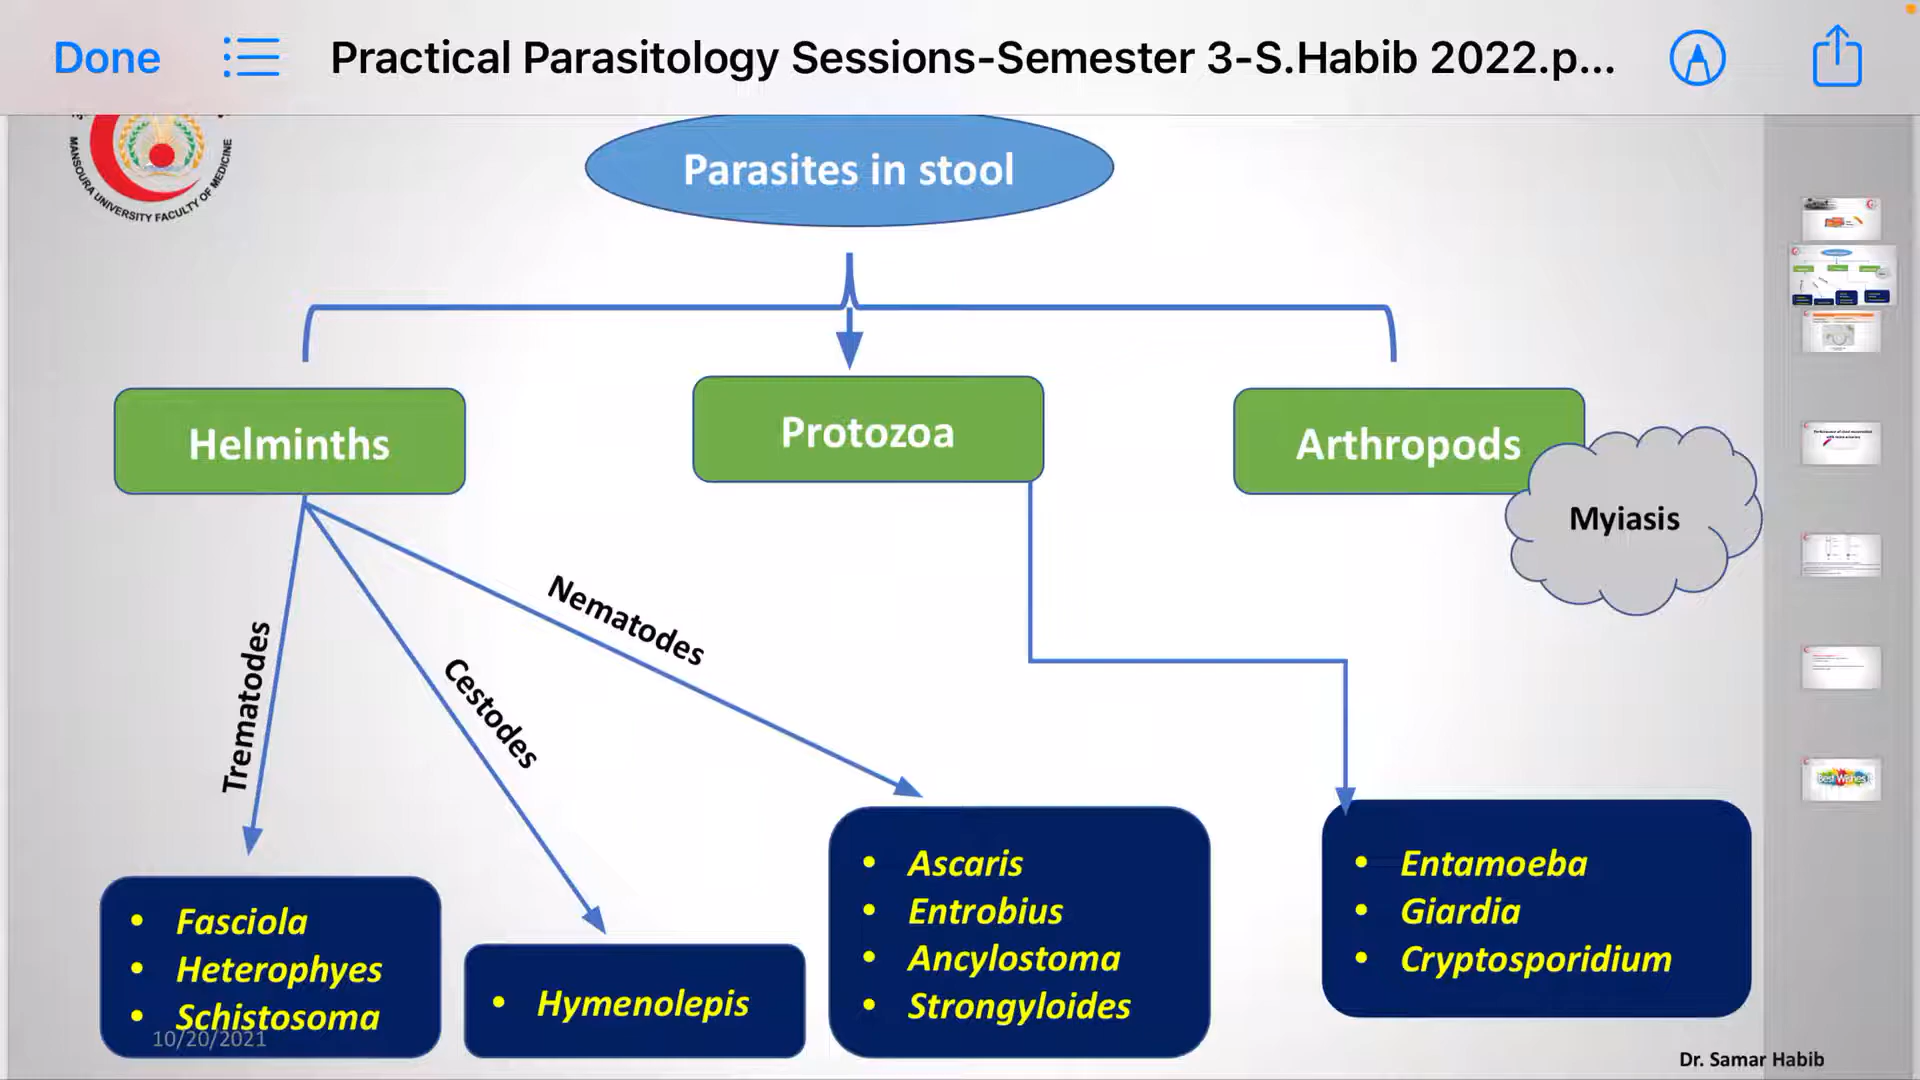 Done
Practical Parasitology Sessions-Semester 3-S.Habib 2022.p...
MANSOURA UNIVERSITY FACULTY OF MEDICINE
Parasites in stool
Helminths
Protozoa
Arthropods
Myiasis
Trematodes
Cestodes
Nematodes
• Fasciola
• Heterophyes
• Schistosoma
• Hymenolepis
• Ascaris
• Entrobius
• Ancylostoma
• Strongyloides
• Entamoeba
• Giardia
• Cryptosporidium
10/20/2021
Dr. Samar Habib
Best Wishes